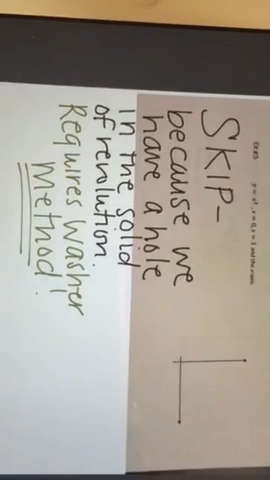 SKIP-
because we
have a hole
in the solid
of revolution.
Requires washer
Method!